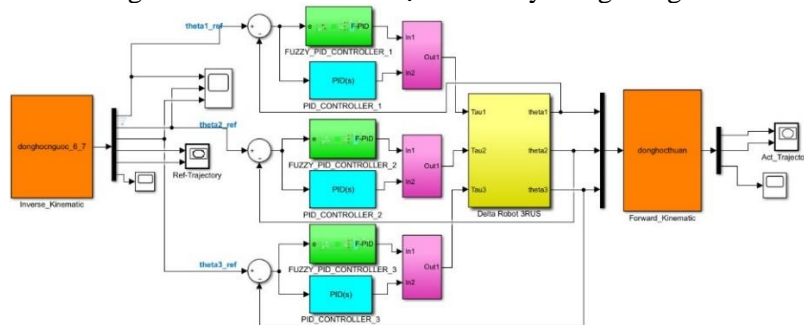 theta1_ref
e
F-PID
FUZZY_PID_CONTROLLER_1
PID(s)
PID_CONTROLLER_1
In1
In2
Out1
donghocnguoc_6_7
Inverse_Kinematic
theta2_ref
Ref-Trajectory
e
F-PID
FUZZY_PID_CONTROLLER_2
PID(s)
PID_CONTROLLER_2
In1
In2
Out1
Tau1
Tau2
Tau3
theta1
theta2
theta3
Delta Robot 3RUS
donghocthuan
Forward_Kinematic
Act_Trajecto
theta3_ref
e
F-PID
FUZZY_PID_CONTROLLER_3
PID(s)
PID_CONTROLLER_3
In1
In2
Out1